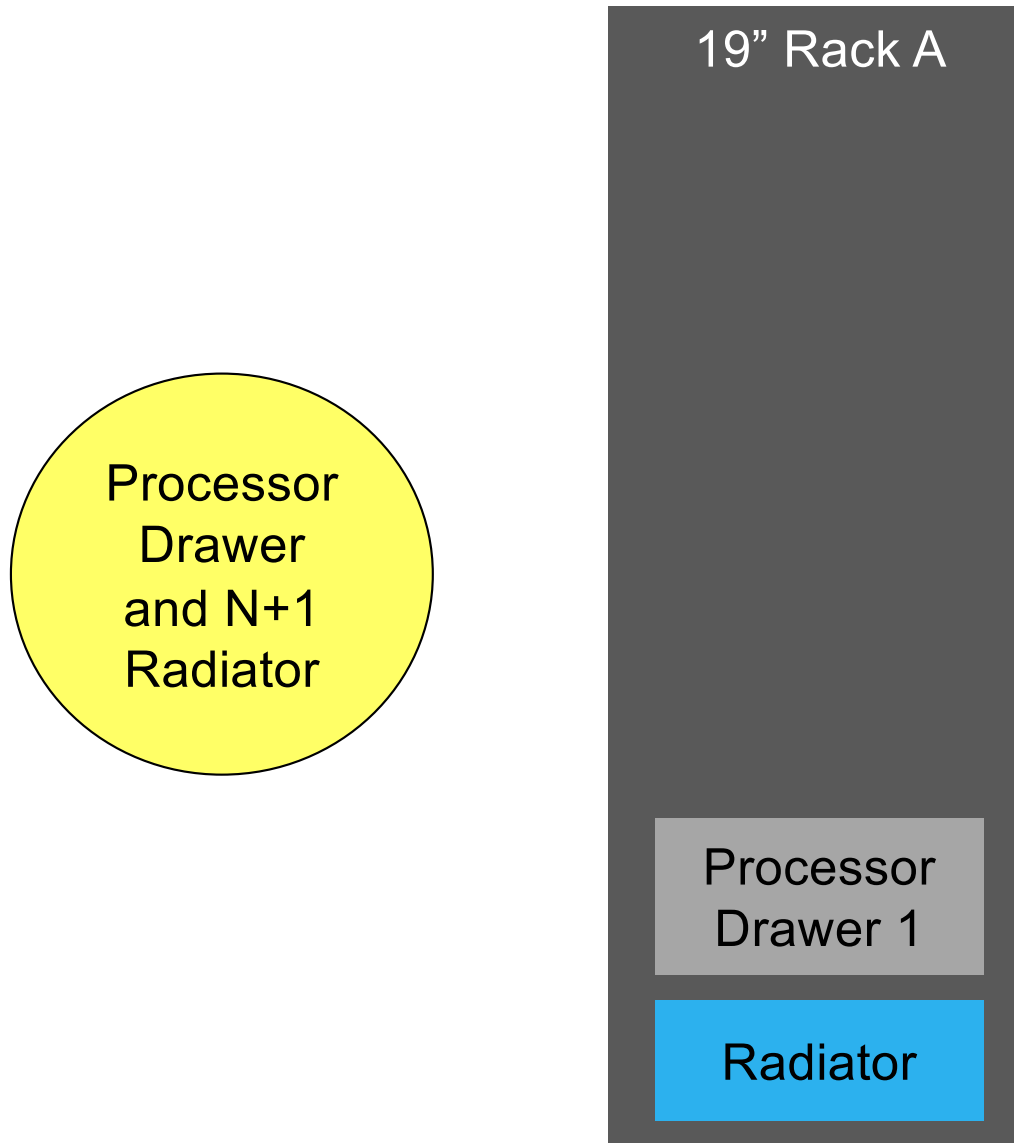 19” Rack A
Processor
Drawer
and N+1
Radiator
Processor
Drawer 1
Radiator